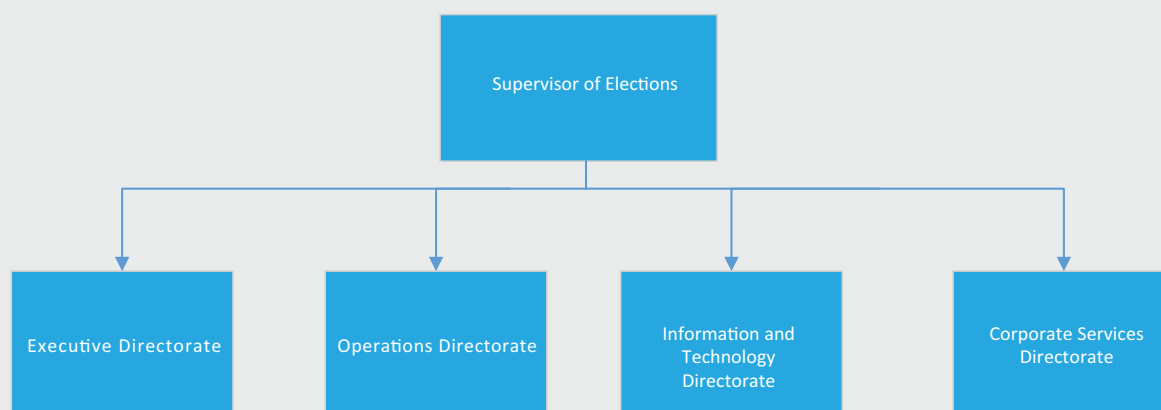 Supervisor of Elections
Executive Directorate
Operations Directorate
Information and
Technology
Directorate
Corporate Services
Directorate